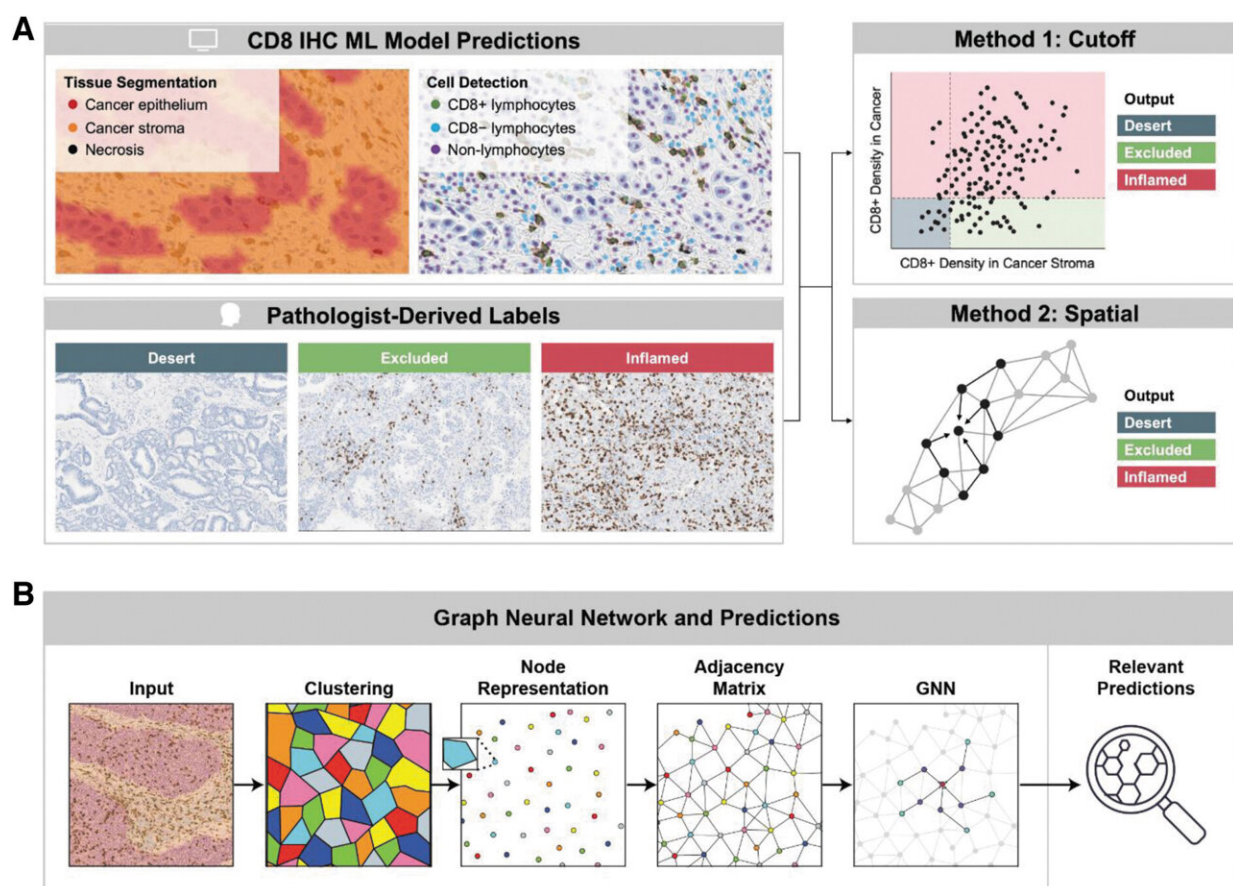 A
CD8 IHC ML Model Predictions
Tissue Segmentation
Cancer epithelium
Cancer stroma
Necrosis
Cell Detection
CD8+ lymphocytes
CD8− lymphocytes
Non-lymphocytes
Pathologist-Derived Labels
Desert
Excluded
Inflamed
Method 1: Cutoff
CD8+ Density in Cancer
CD8+ Density in Cancer Stroma
Output
Desert
Excluded
Inflamed
Method 2: Spatial
Output
Desert
Excluded
Inflamed
B
Graph Neural Network and Predictions
Input
Clustering
Node
Representation
Adjacency
Matrix
GNN
Relevant
Predictions